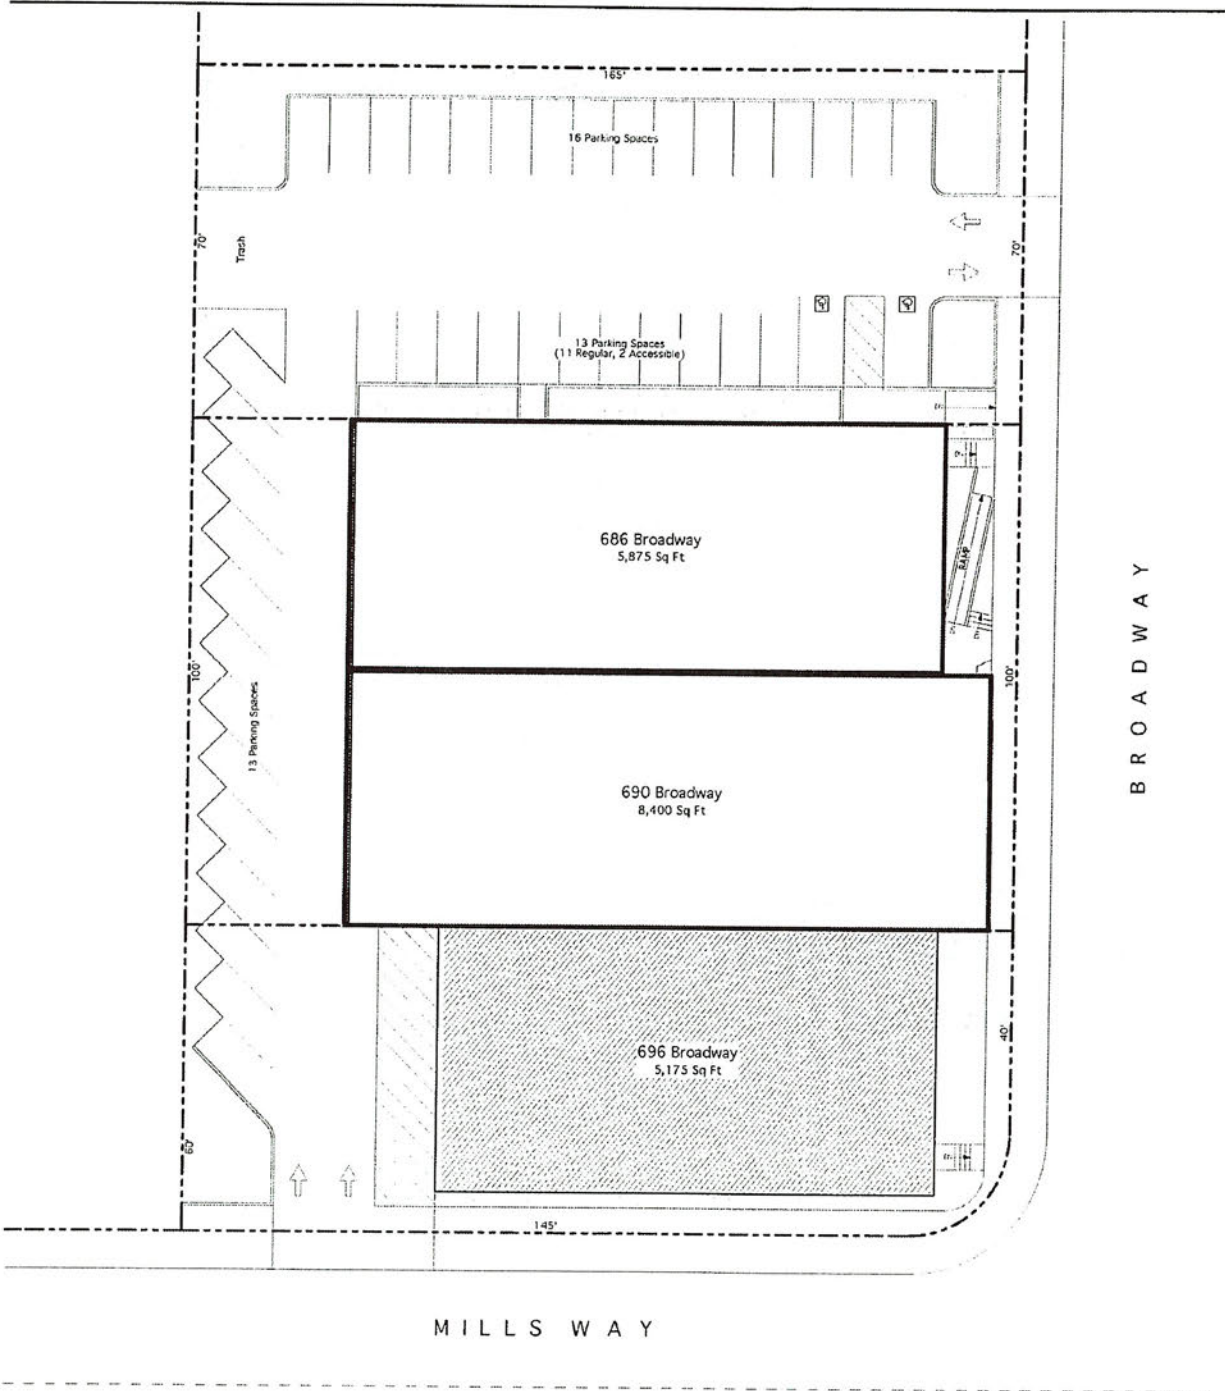 165'
16 Parking Spaces
70'
Trash
70'
13 Parking Spaces
(11 Regular, 2 Accessible)
686 Broadway
5,875 Sq Ft
RAMP
100'
100'
13 Parking Spaces
BROADWAY
690 Broadway
8,400 Sq Ft
696 Broadway
5,175 Sq Ft
40'
60'
145'
MILLS WAY